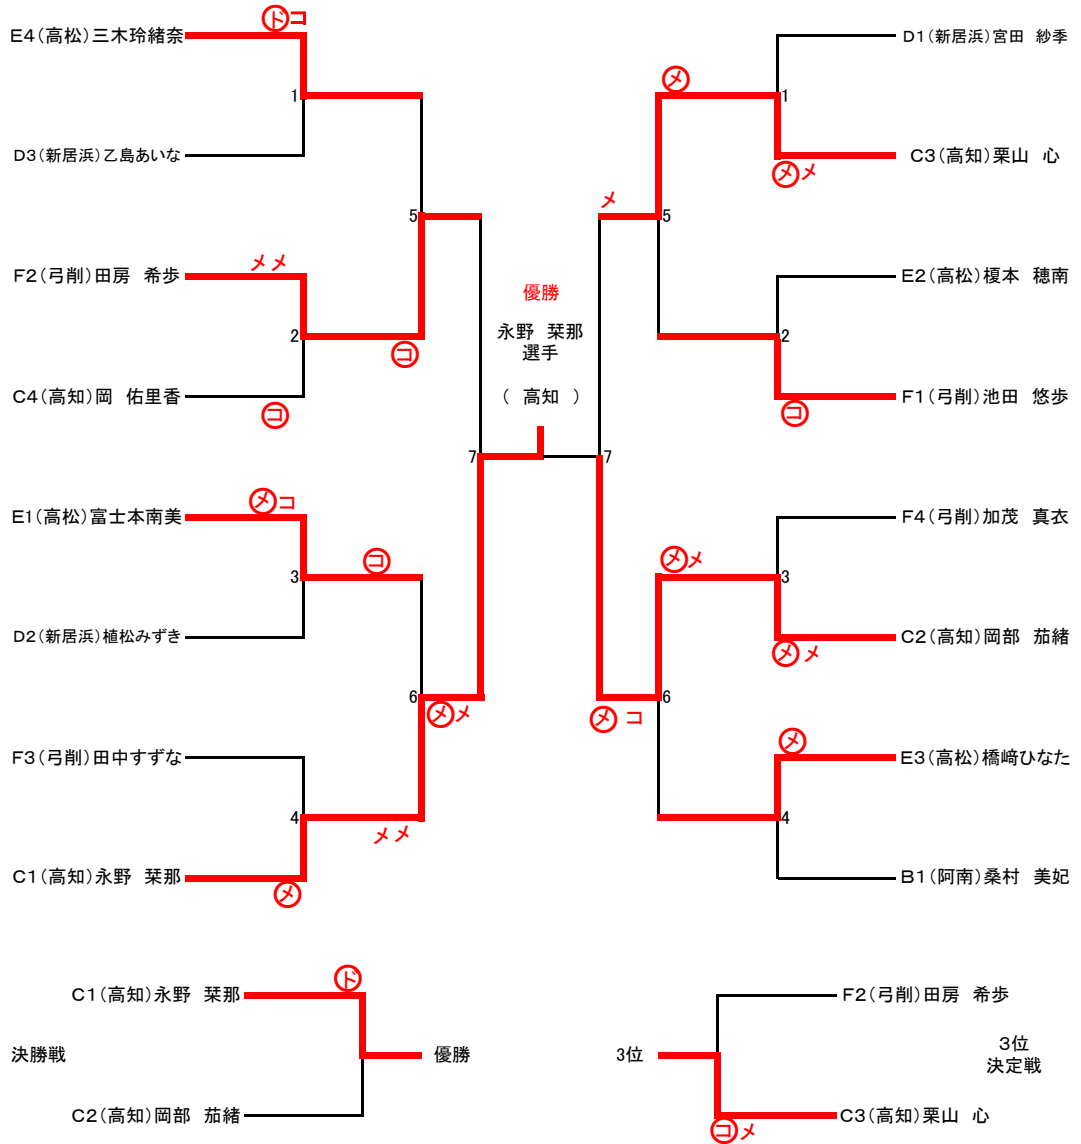 ドコ
E4(高松)三木玲緒奈
1
D3(新居浜)乙島あいな
5
メメ
F2(弓削)田房 希歩
2
コ
C4(高知)岡 佑里香
コ
7
メコ
E1(高松)富士本南美
コ
3
D2(新居浜)植松みずき
6
メメ
F3(弓削)田中すずな
4
メメ
C1(高知)永野 栞那
メ
優勝
永野 栞那
選手
( 高知 )
D1(新居浜)宮田 紗季
メ
1
C3(高知)栗山 心
メメ
メ
5
E2(高松)榎本 穂南
2
F1(弓削)池田 悠歩
コ
7
F4(弓削)加茂 真衣
メメ
3
C2(高知)岡部 茄緒
メメ
6
メ コ
メ
E3(高松)橋﨑ひなた
4
B1(阿南)桑村 美妃
ド
C1(高知)永野 栞那
決勝戦
優勝
C2(高知)岡部 茄緒
F2(弓削)田房 希歩
3位
3位
決定戦
C3(高知)栗山 心
コメ